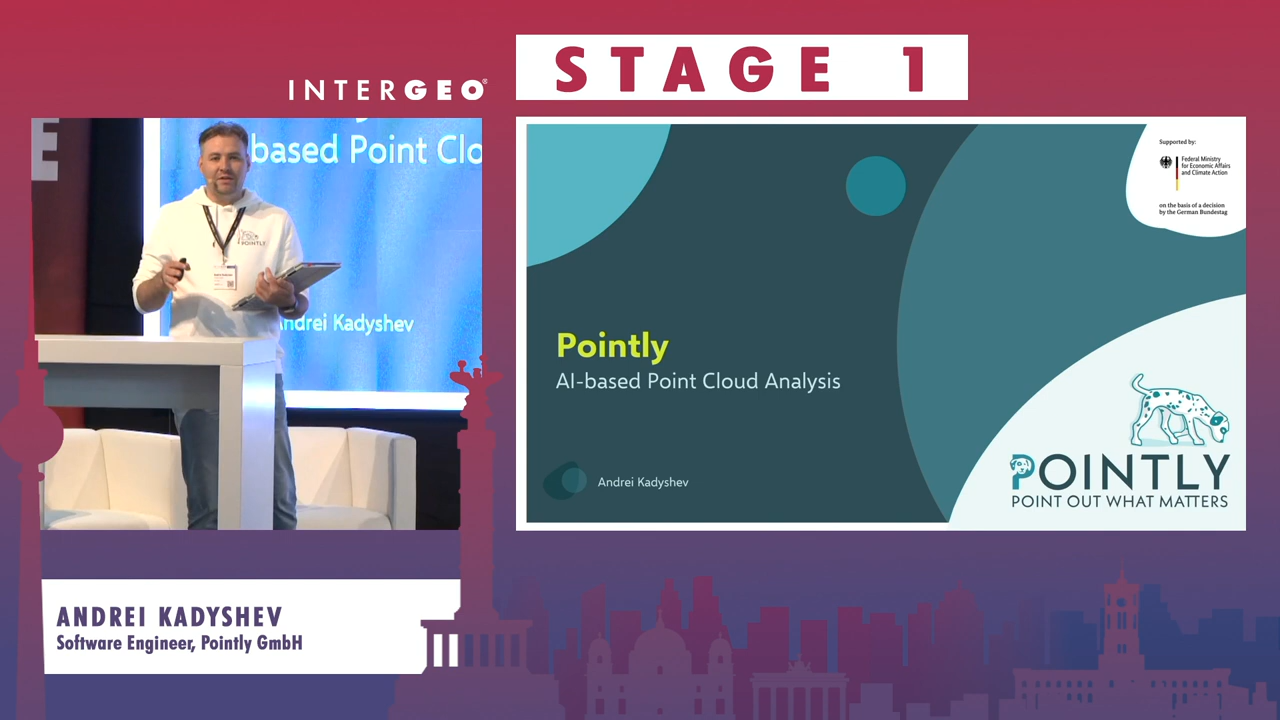 INTERGEO®
STAGE 1
E
based Point Clo
Andrei Kadyshev
POINTLY
Supported by:
Federal Ministry
for Economic Affairs
and Climate Action
on the basis of a decision
by the German Bundestag
Pointly
AI-based Point Cloud Analysis
Andrei Kadyshev
POINTLY
POINT OUT WHAT MATTERS
ANDREI KADYSHEV
Software Engineer, Pointly GmbH